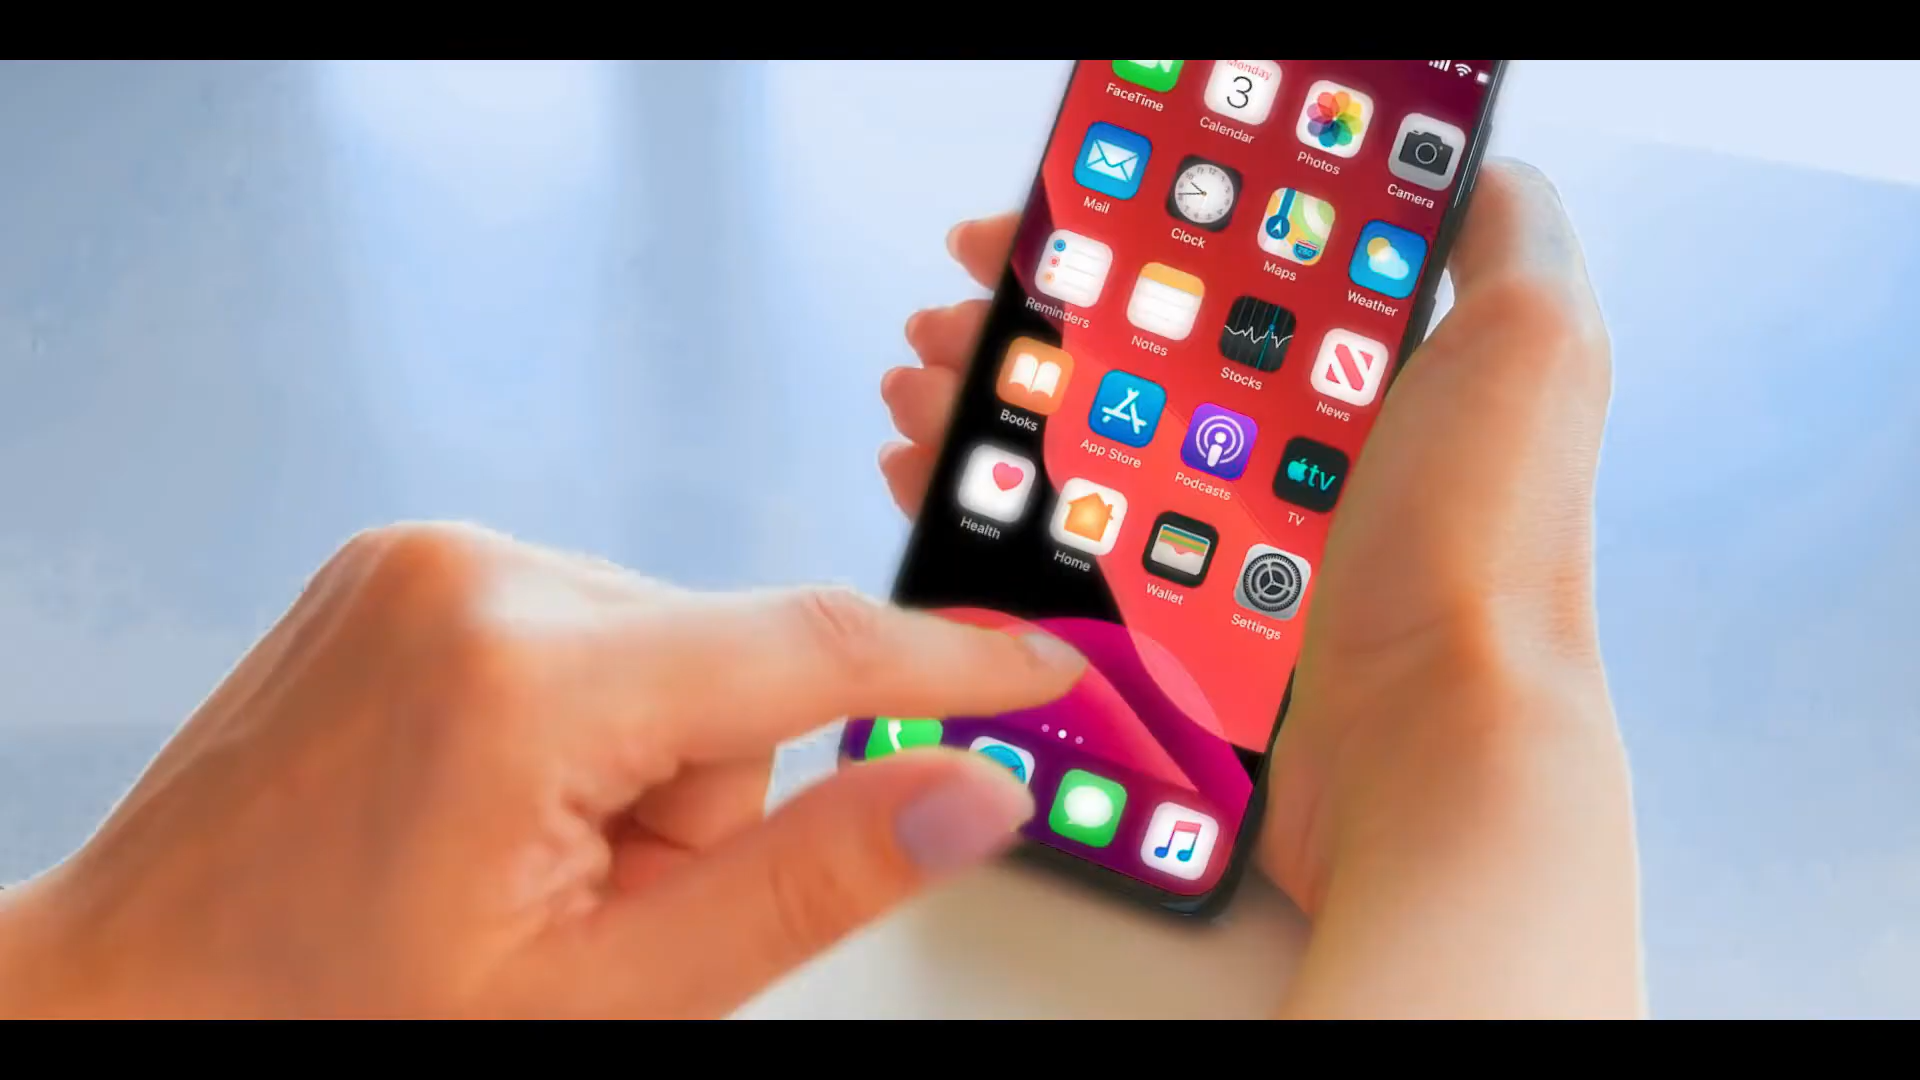 FaceTime
Monday
3
Calendar
Photos
Camera
Mail
Clock
Maps
Weather
Reminders
Notes
Stocks
News
Books
App Store
Podcasts
tv
TV
Health
Home
Wallet
Settings